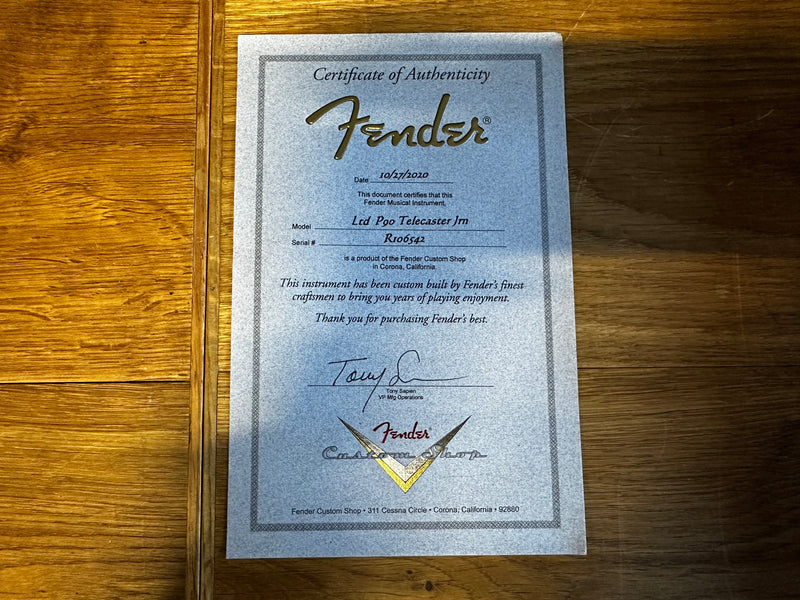 Certificate of Authenticity
Fender®
Date 10/27/2020
This document certifies that this
Fender Musical Instrument,
Model Ltd P90 Telecaster Jrn
Serial # R106542
is a product of the Fender Custom Shop
in Corona, California.
This instrument has been custom built by Fender's finest
craftsmen to bring you years of playing enjoyment.
Thank you for purchasing Fender's best.
Tony S
Tony Sapien
VP Mfg Operations
Fender
Custom Shop
Fender Custom Shop • 311 Cessna Circle • Corona, California • 92880